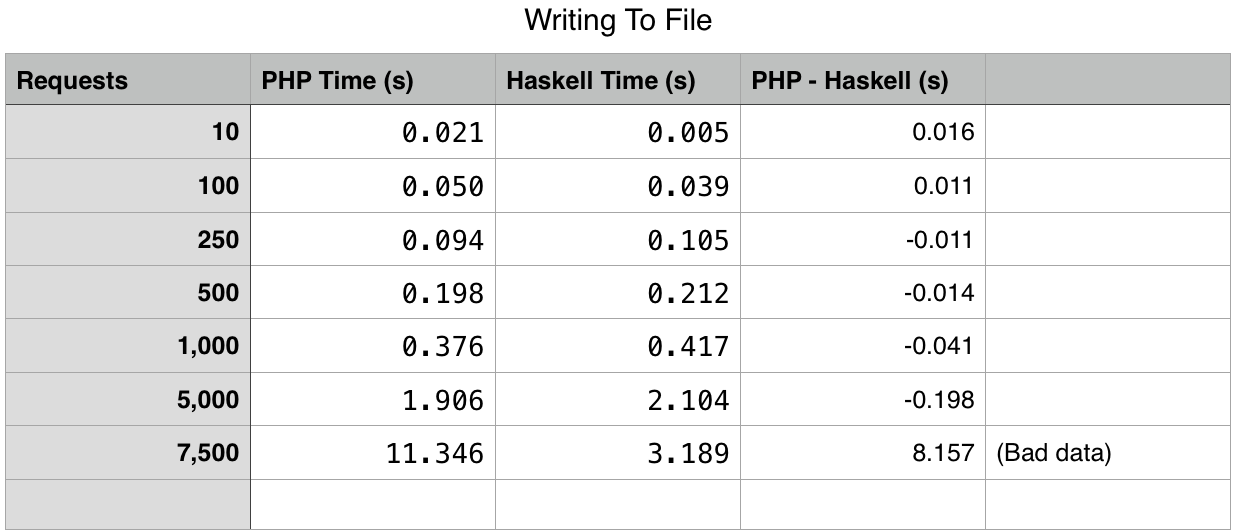 Writing To File
Requests PHP Time (s) Haskell Time (s) PHP - Haskell (s)
10 0.021 0.005 0.016
100 0.050 0.039 0.011
250 0.094 0.105 -0.011
500 0.198 0.212 -0.014
1,000 0.376 0.417 -0.041
5,000 1.906 2.104 -0.198
7,500 11.346 3.189 8.157 (Bad data)